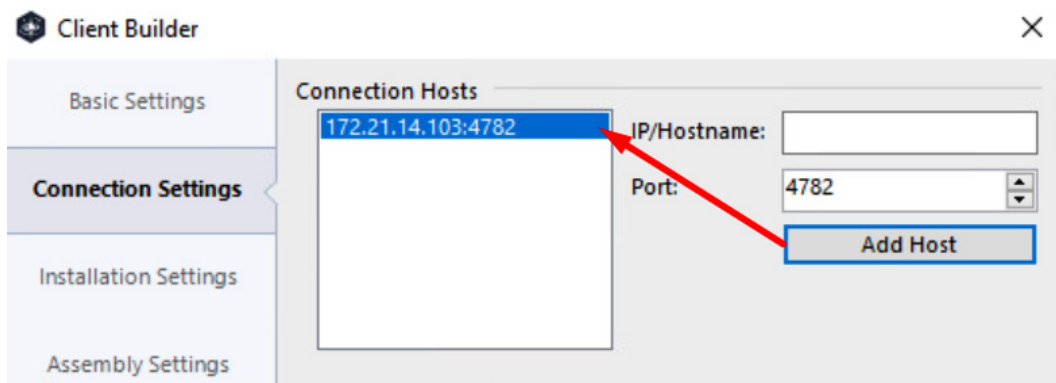 Client Builder
Basic Settings
Connection Settings
Installation Settings
Assembly Settings
Connection Hosts
172.21.14.103:4782
IP/Hostname:
Port:
4782
Add Host